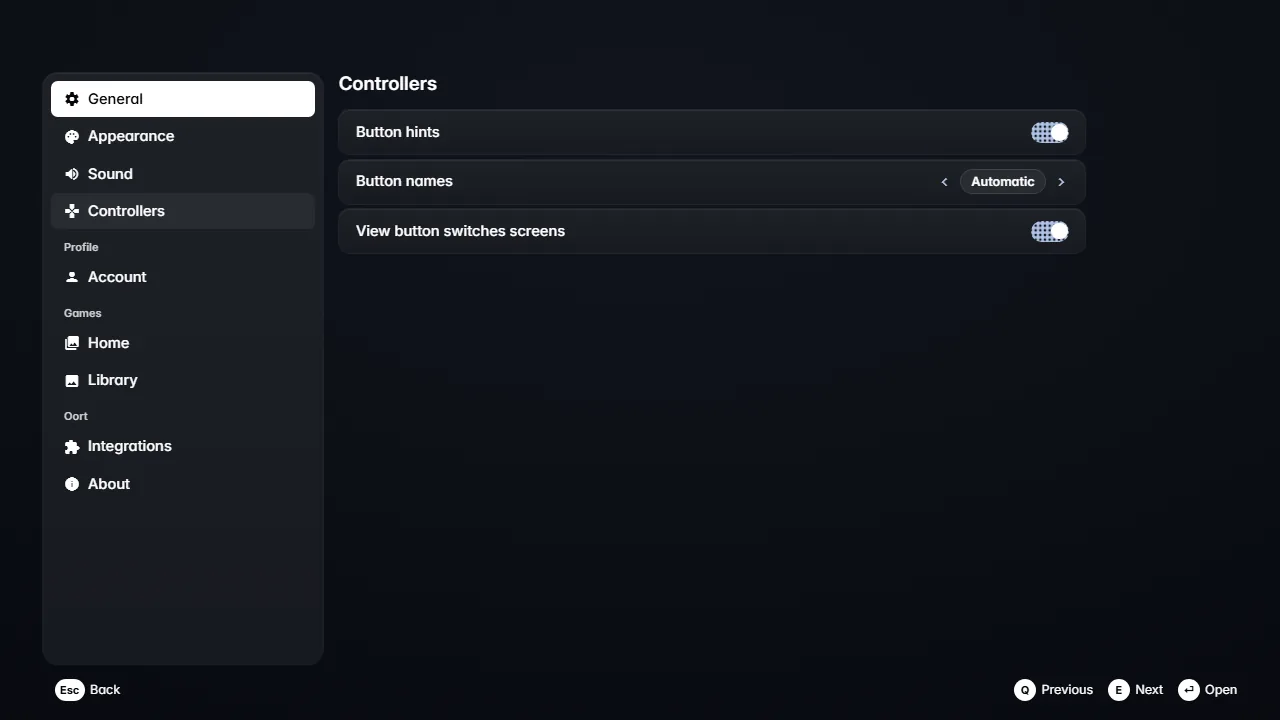 General
Appearance
Sound
Controllers
Profile
Account
Games
Home
Library
Oort
Integrations
About
Controllers
Button hints
Button names
Automatic
View button switches screens
Esc Back
Q Previous E Next Open